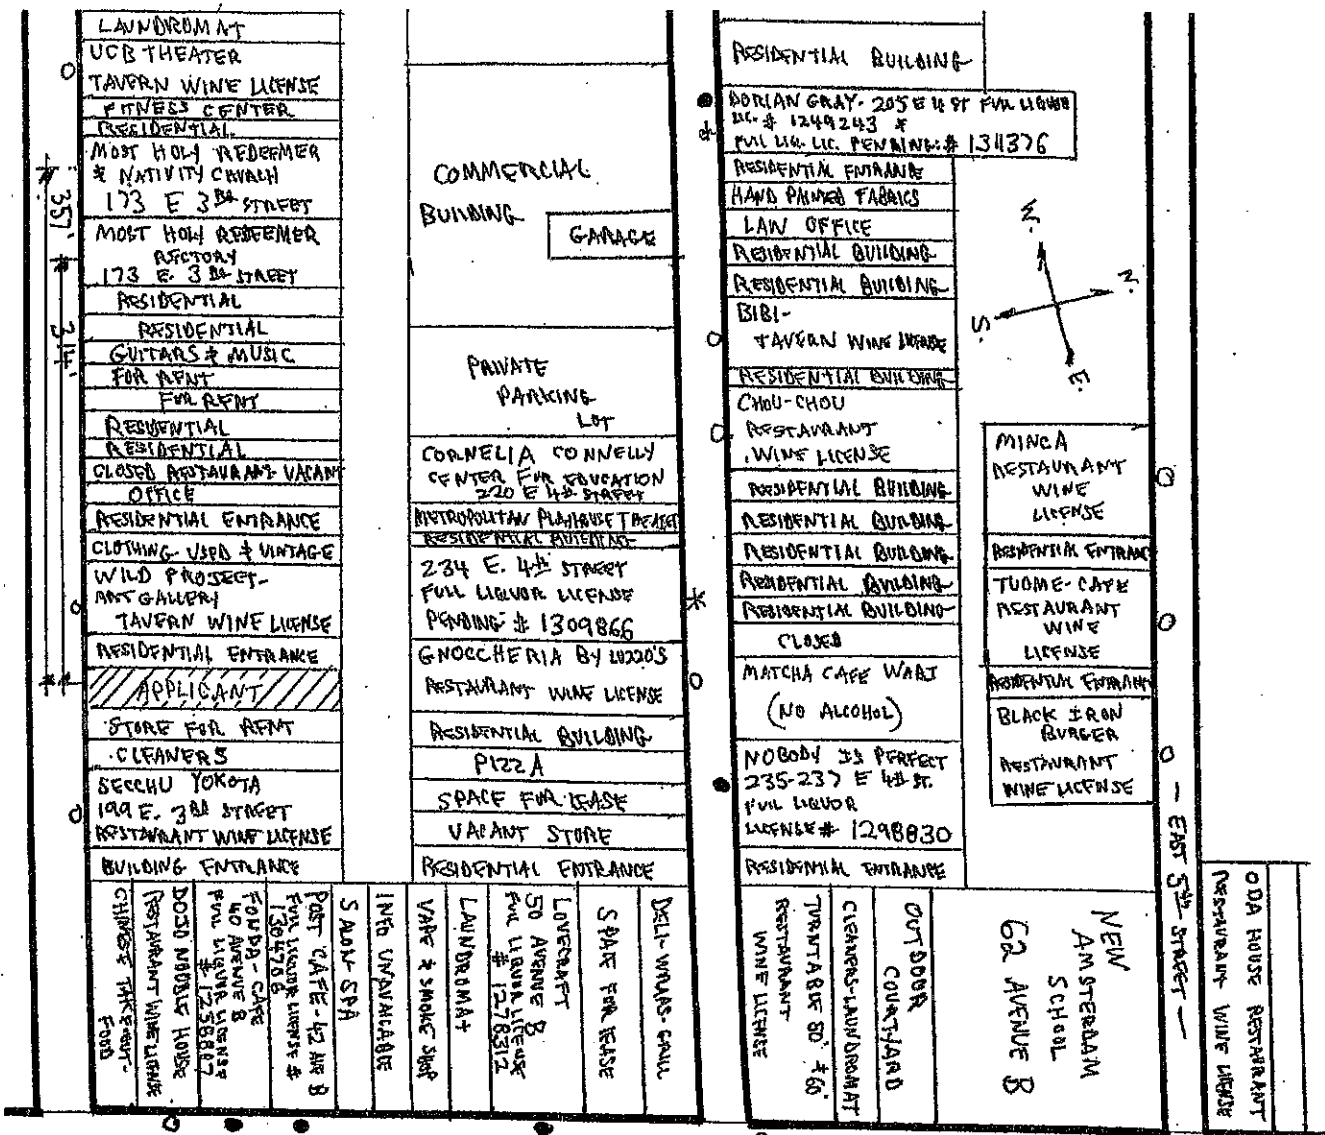 LAUNDROMAT
UCB THEATER
TAVERN WINE LICENSE
FITNESS CENTER
RESIDENTIAL
MOST HOLY REDEEMER
& NATIVITY CHURCH
173 E 3RD STREET
MOST HOLY REDEEMER
RECTORY
173 E. 3RD STREET
RESIDENTIAL
RESIDENTIAL
GUITARS & MUSIC
FOR RENT
FOR RENT
RESIDENTIAL
RESIDENTIAL
CLOSED RESTAURANT-VACANT
OFFICE
RESIDENTIAL ENTRANCE
CLOTHING-USED & VINTAGE
WILD PROJECT-
ART GALLERY
TAVERN WINE LICENSE
RESIDENTIAL ENTRANCE
APPLICANT
STORE FOR RENT
CLEANERS
SECCHU YOKOTA
199 E. 3RD STREET
RESTAURANT WINE LICENSE
BUILDING ENTRANCE
357'
314'
COMMERCIAL
BUILDING
GARAGE
PRIVATE
PARKING
LOT
CORNELIA CONNELLY
CENTER FOR EDUCATION
220 E 4th STREET
METROPOLITAN PLAYHOUSE THEATER
RESIDENTIAL BUILDING
234 E. 4th STREET
FULL LIQUOR LICENSE
PENDING: # 1309866
GNOCCHERIA BY LUZZO'S
RESTAURANT WINE LICENSE
RESIDENTIAL BUILDING
PIZZA
SPACE FOR LEASE
VACANT STORE
RESIDENTIAL ENTRANCE
RESIDENTIAL BUILDING
DORIAN GRAY- 205 E 4 ST FULL LIQUOR
LIC. # 1249243 &
FULL LIQ. LIC. PENDING: # 1311376
RESIDENTIAL ENTRANCE
HAND PAINTED FABRICS
LAW OFFICE
RESIDENTIAL BUILDING
RESIDENTIAL BUILDING
BIBI-
TAVERN WINE LICENSE
RESIDENTIAL BUILDING
CHOU-CHOU
RESTAURANT
WINE LICENSE
RESIDENTIAL BUILDING
RESIDENTIAL BUILDING
RESIDENTIAL BUILDING
RESIDENTIAL BUILDING
RESIDENTIAL BUILDING
CLOSED
MATCHA CAFE WABI
(NO ALCOHOL)
NOBODY IS PERFECT
235-237 E 4th ST.
FULL LIQUOR
LICENSE # 1298830
RESIDENTIAL ENTRANCE
W.
N.
S.
E.
MINCA
RESTAURANT
WINE
LICENSE
RESIDENTIAL ENTRANCE
TUOME-CAFE
RESTAURANT
WINE
LICENSE
RESIDENTIAL ENTRANCE
BLACK IRON
BURGER
RESTAURANT
WINE LICENSE
— EAST 5th STREET —
CHINESE TAKEOUT-
FOOD
DOJO NOODLE HOUSE
RESTAURANT WINE LICENSE
FONDA-CAFE
40 AVENUE B
FULL LIQUOR LICENSE
# 1258807
POST CAFE-42 AVE B
FULL LIQUOR LICENSE #
SALON-SPA
INFO UNAVAILABLE
VAPE & SMOKE SHOP
LAUNDROMAT
LOVECRAFT
50 AVENUE B
FULL LIQUOR LICENSE
# 1278312
SPACE FOR LEASE
DELI-WRAPS-GRILL
TURNTABLE 50' & 60'
RESTAURANT
WINE LICENSE
CLEANERS-LAUNDROMAT
OUTDOOR
COURTYARD
NEW
AMSTERDAM
SCHOOL
62 AVENUE B
ODA HOUSE RESTAURANT
RESTAURANT WINE LICENSE